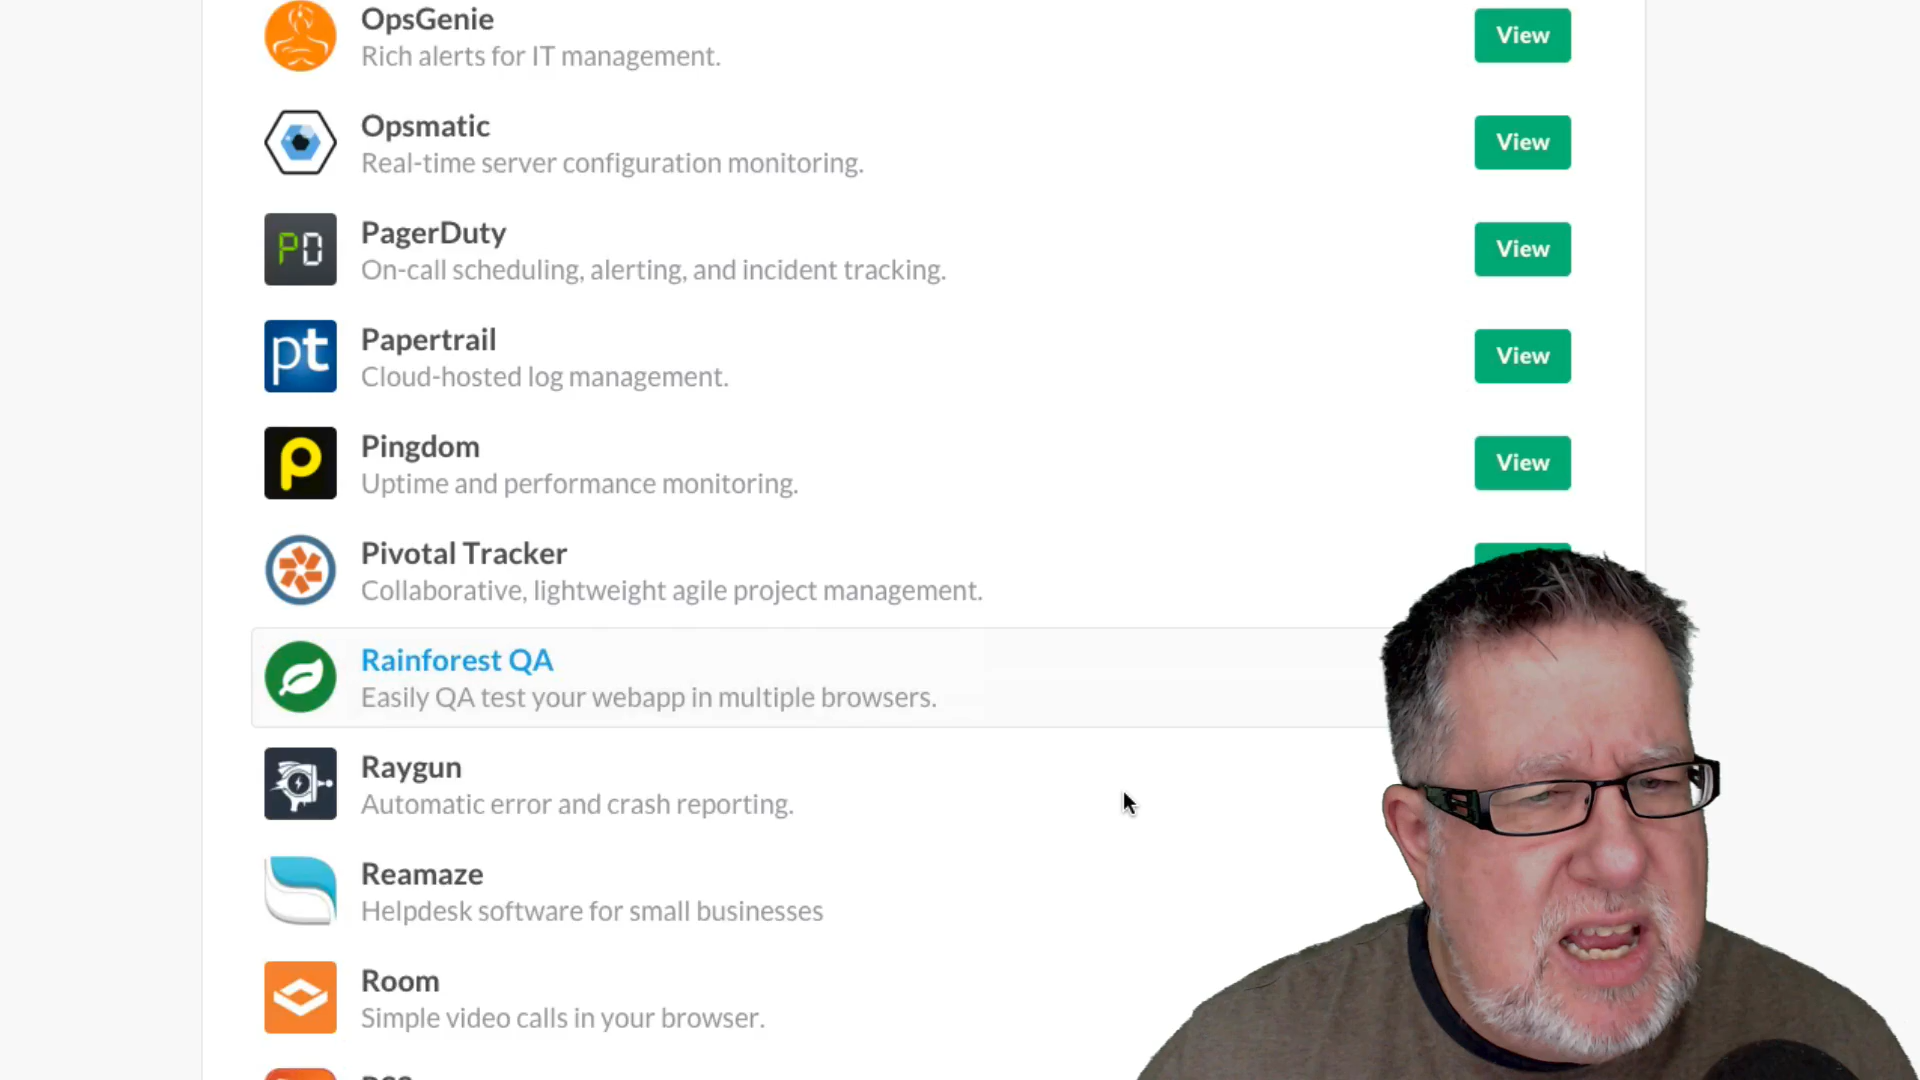 OpsGenie
Rich alerts for IT management.
View
Opsmatic
Real-time server configuration monitoring.
View
PD
PagerDuty
On-call scheduling, alerting, and incident tracking.
View
pt
Papertrail
Cloud-hosted log management.
View
Pingdom
Uptime and performance monitoring.
View
Pivotal Tracker
Collaborative, lightweight agile project management.
Rainforest QA
Easily QA test your webapp in multiple browsers.
Raygun
Automatic error and crash reporting.
Reamaze
Helpdesk software for small businesses
Room
Simple video calls in your browser.